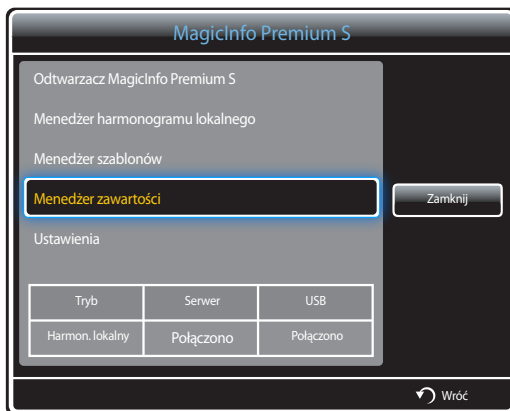 MagicInfo Premium S
Odtwarzacz MagicInfo Premium S
Menedżer harmonogramu lokalnego
Menedżer szablonów
Menedżer zawartości
Zamknij
Ustawienia
Tryb Serwer USB
Harmon. lokalny Połączono Połączono
Wróć